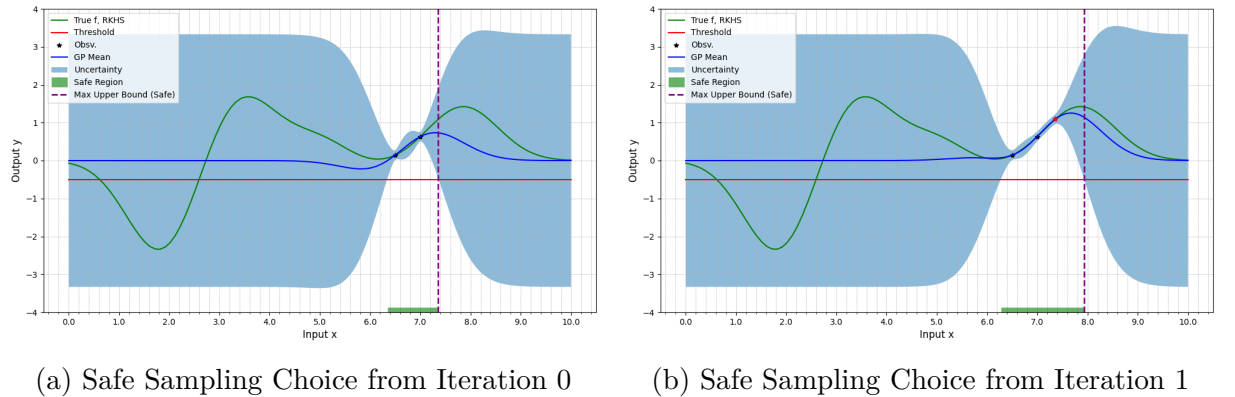 True f, RKHS
Threshold
Obsv.
GP Mean
Uncertainty
Safe Region
Max Upper Bound (Safe)
Output y
4
3
2
1
0
−1
−2
−3
−4
0.0 1.0 2.0 3.0 4.0 5.0 6.0 7.0 8.0 9.0 10.0
Input x
(a) Safe Sampling Choice from Iteration 0
True f, RKHS
Threshold
Obsv.
GP Mean
Uncertainty
Safe Region
Max Upper Bound (Safe)
Output y
4
3
2
1
0
−1
−2
−3
−4
0.0 1.0 2.0 3.0 4.0 5.0 6.0 7.0 8.0 9.0 10.0
Input x
(b) Safe Sampling Choice from Iteration 1